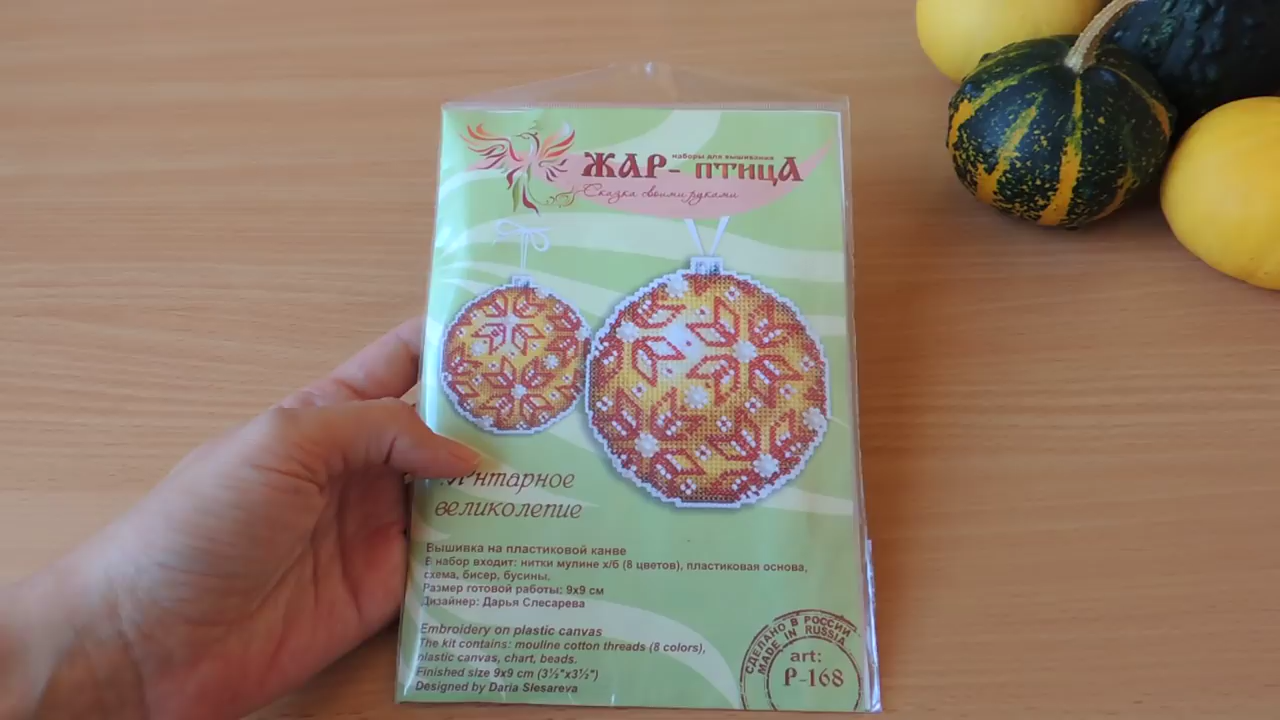 наборы для вышивания
ЖАР-ПТИЦА
Сказка своими руками
Янтарное
великолепие
Вышивка на пластиковой канве
В набор входит: нитки мулине х/б (8 цветов), пластиковая основа,
схема, бисер, бусины.
Размер готовой работы: 9х9 см
Дизайнер: Дарья Слесарева
Embroidery on plastic canvas
The kit contains: mouline cotton threads (8 colors),
plastic canvas, chart, beads.
Finished size 9x9 cm (3½"x3½")
Designed by Daria Slesareva
СДЕЛАНО В РОССИИ
MADE IN RUSSIA
art:
Р-168